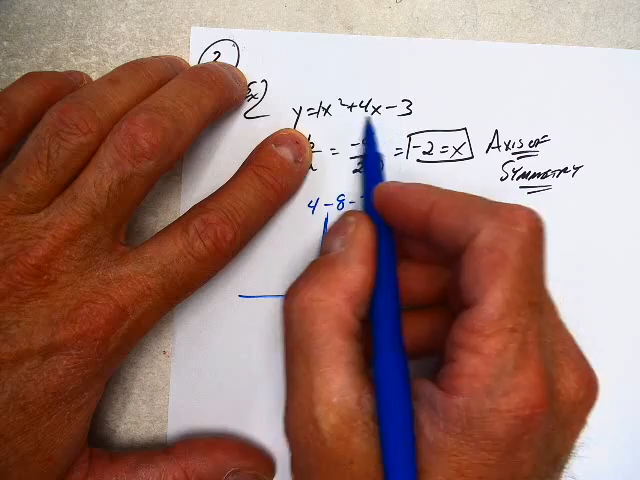 2
Ex
y=1x²+4x-3
= = -2=x Axis of
Symmetry
4-8-